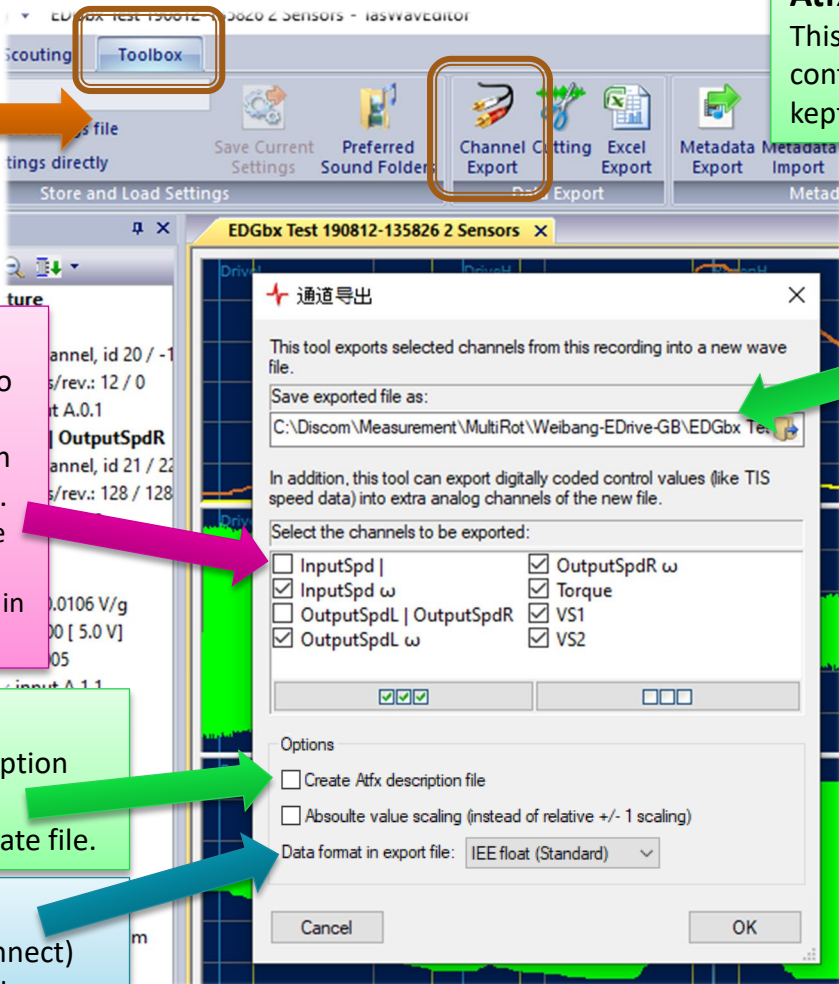 EDGbx Test 190812-135826 2 Sensors - TasWavEditor
Scouting
Toolbox
file
tings directly
Save Current
Settings
Preferred
Sound Folders
Channel
Export
Cutting
Excel
Export
Metadata
Export
Metadata
Import
Store and Load Settings
Data Export
Metad
This
cont
kept
EDGbx Test 190812-135826 2 Sensors
ture
annel, id 20 / -1
s/rev.: 12 / 0
t A.0.1
| OutputSpdR
annel, id 21 / 22
s/rev.: 128 / 128
.0106 V/g
00 [ 5.0 V]
005
input A.1.1
in
ption
ate file.
nnect)
m
通道导出
This tool exports selected channels from this recording into a new wave
file.
Save exported file as:
C:\Discom\Measurement\MultiRot\Weibang-EDrive-GB\EDGbx Te
In addition, this tool can export digitally coded control values (like TIS
speed data) into extra analog channels of the new file.
Select the channels to be exported:
InputSpd |
OutputSpdR ω
InputSpd ω
Torque
OutputSpdL | OutputSpdR
VS1
OutputSpdL ω
VS2
Options
Create Atfx description file
Absoulte value scaling (instead of relative +/- 1 scaling)
Data format in export file:
IEE float (Standard)
Cancel
OK